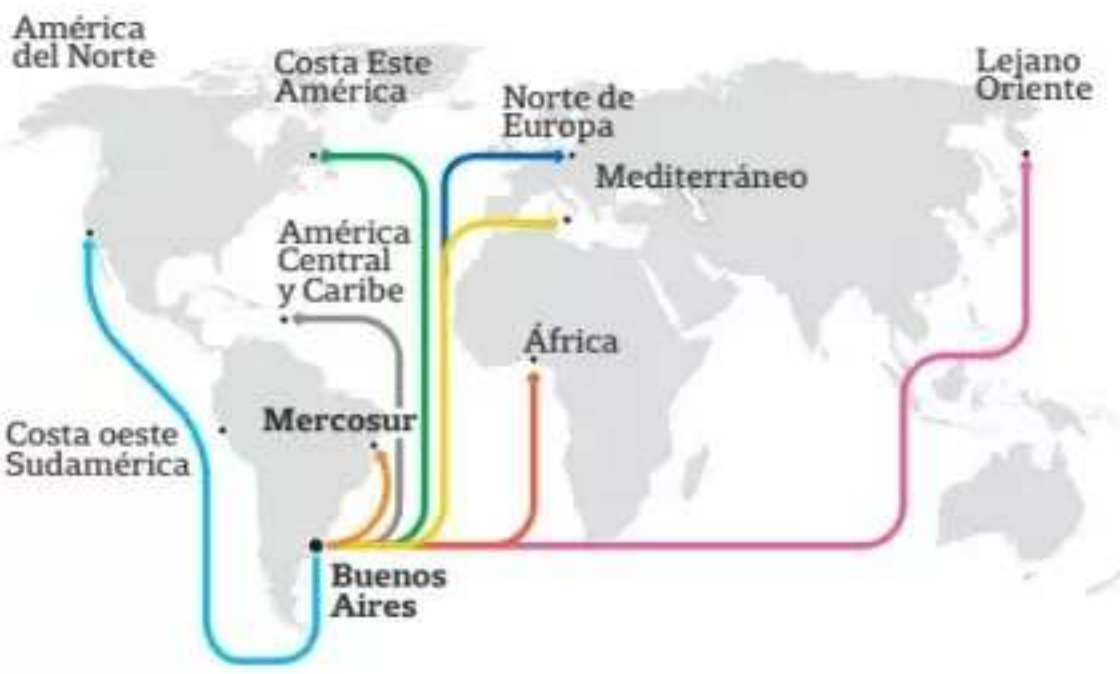 América
del Norte
Costa Este
América
Norte de
Europa
Lejano
Oriente
Mediterráneo
América
Central
y Caribe
África
Mercosur
Costa oeste
Sudamérica
Buenos
Aires